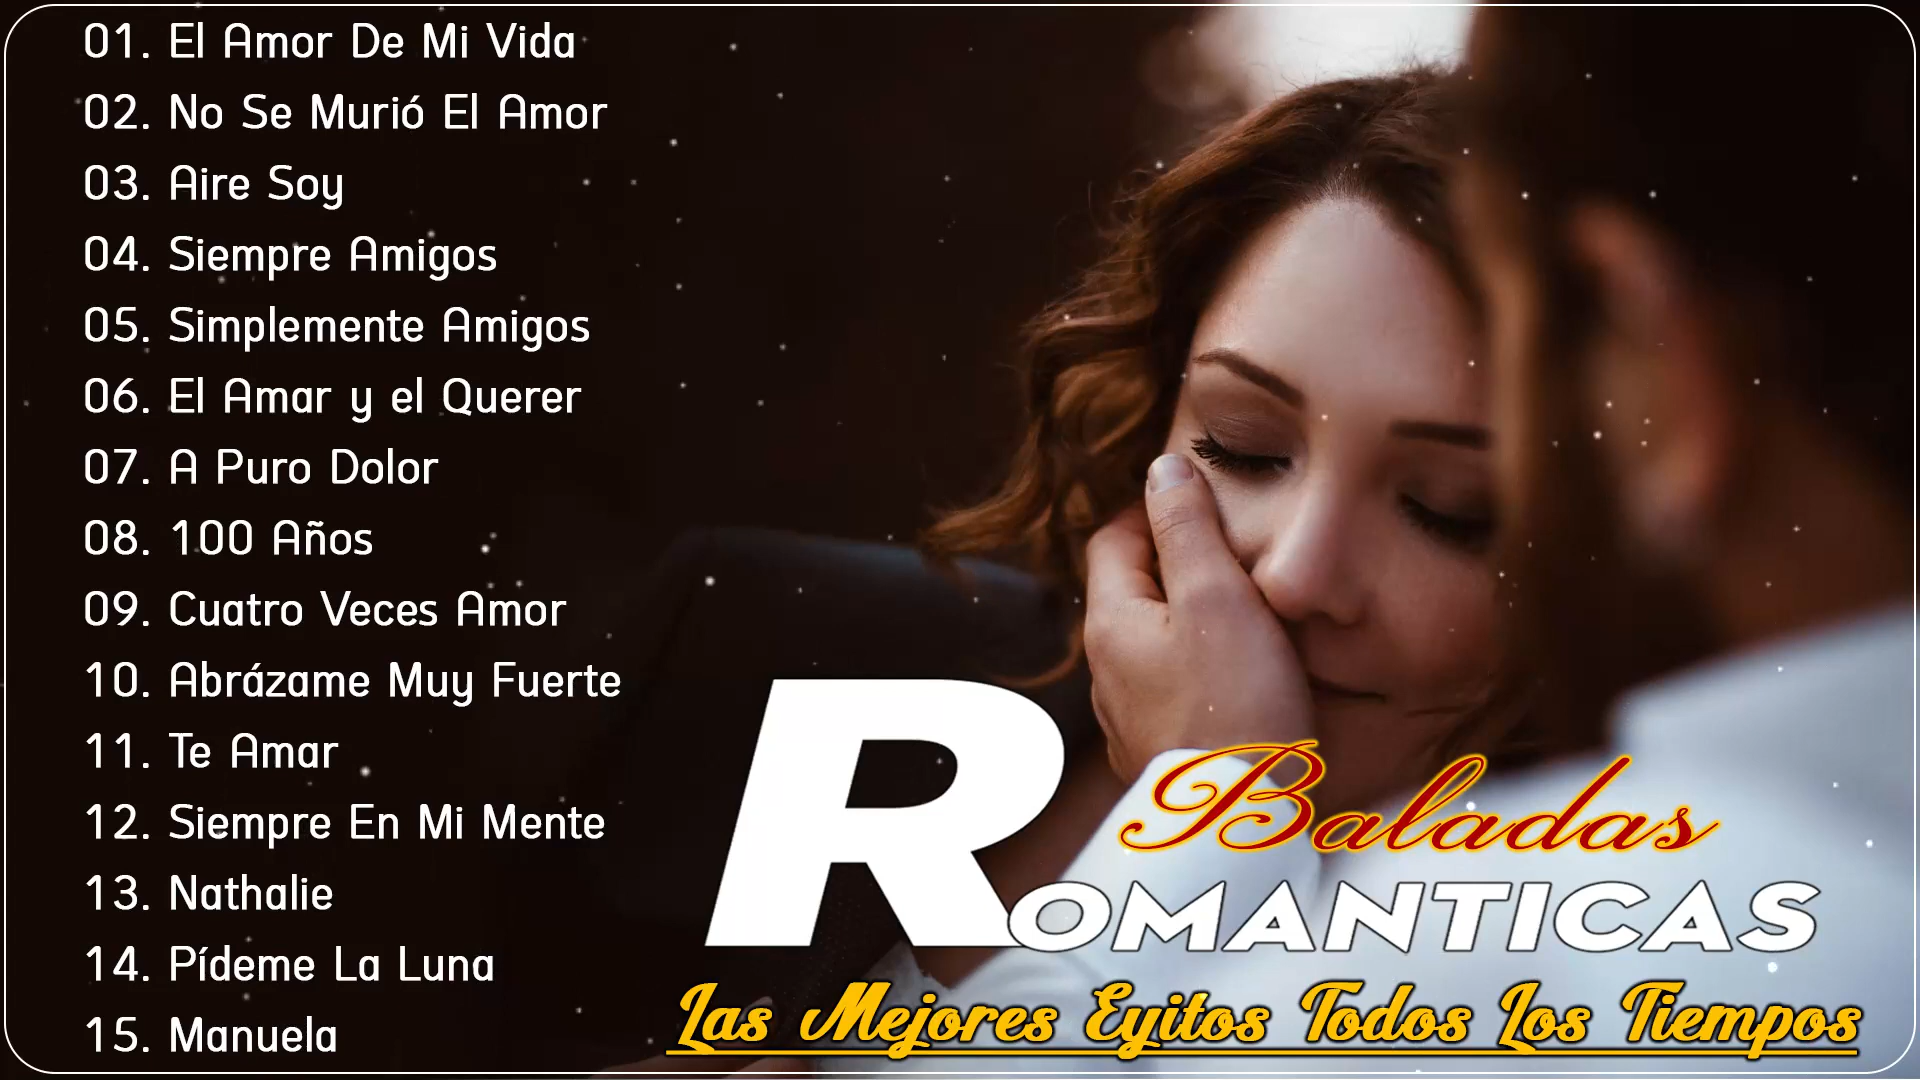 01. El Amor De Mi Vida
02. No Se Murió El Amor
03. Aire Soy
04. Siempre Amigos
05. Simplemente Amigos
06. El Amar y el Querer
07. A Puro Dolor
08. 100 Años
09. Cuatro Veces Amor
10. Abrázame Muy Fuerte
11. Te Amar
12. Siempre En Mi Mente
13. Nathalie
14. Pídeme La Luna
15. Manuela
Baladas
ROMANTICAS
Las Mejores Eyitos Todos Los Tiempos